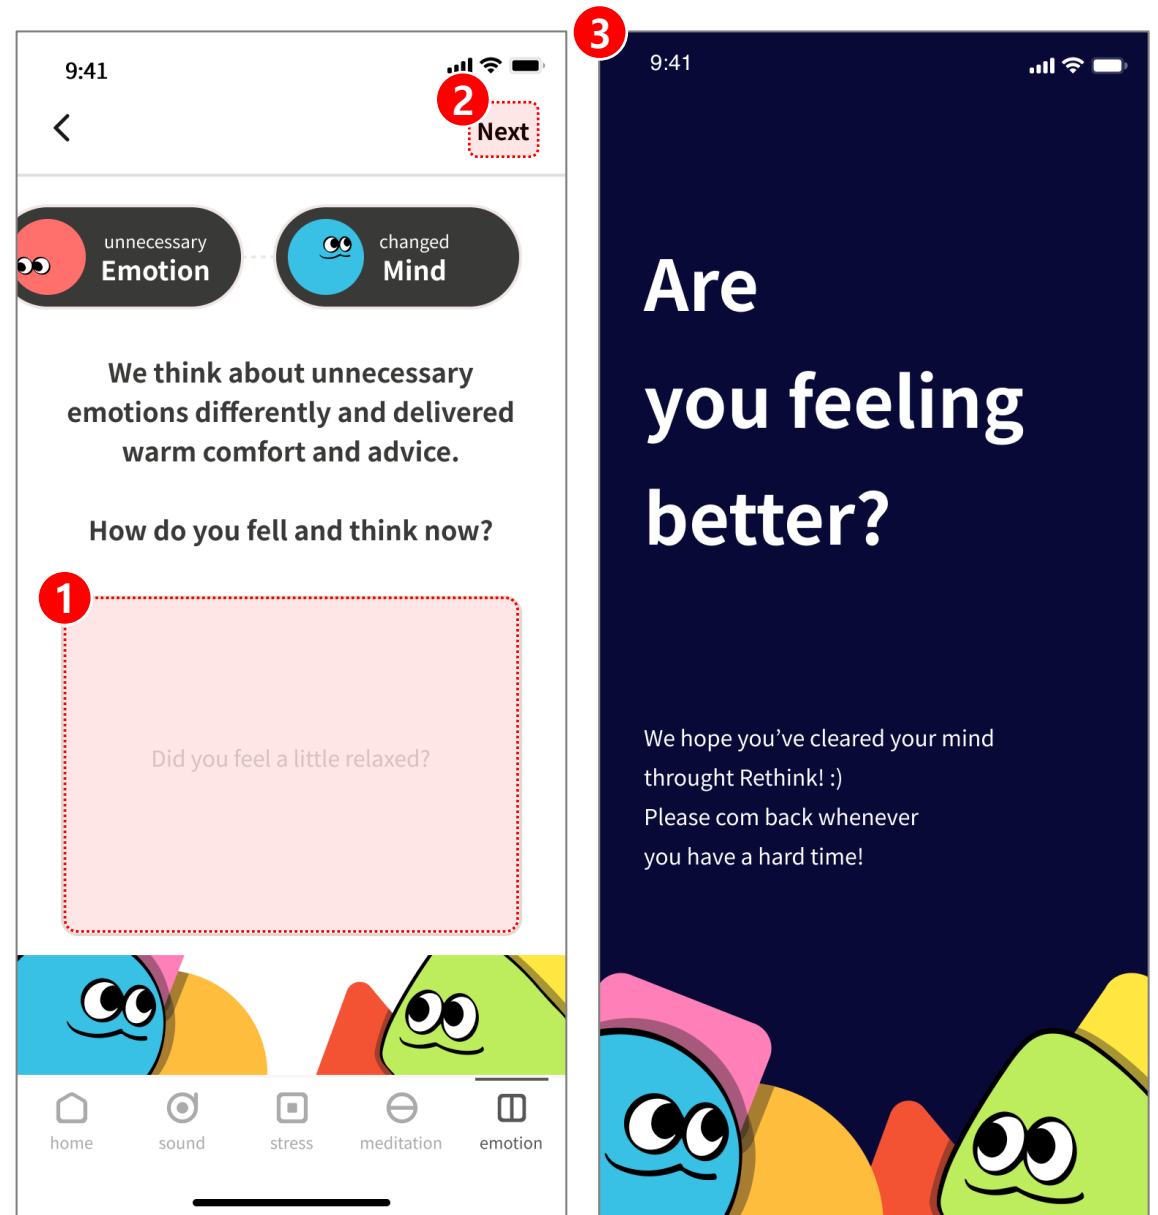 9:41
2
Next
unnecessary
Emotion
changed
Mind
We think about unnecessary
emotions differently and delivered
warm comfort and advice.
How do you fell and think now?
1
Did you feel a little relaxed?
home
sound
stress
meditation
emotion
3
9:41
Are
you feeling
better?
We hope you’ve cleared your mind
throught Rethink! :)
Please com back whenever
you have a hard time!